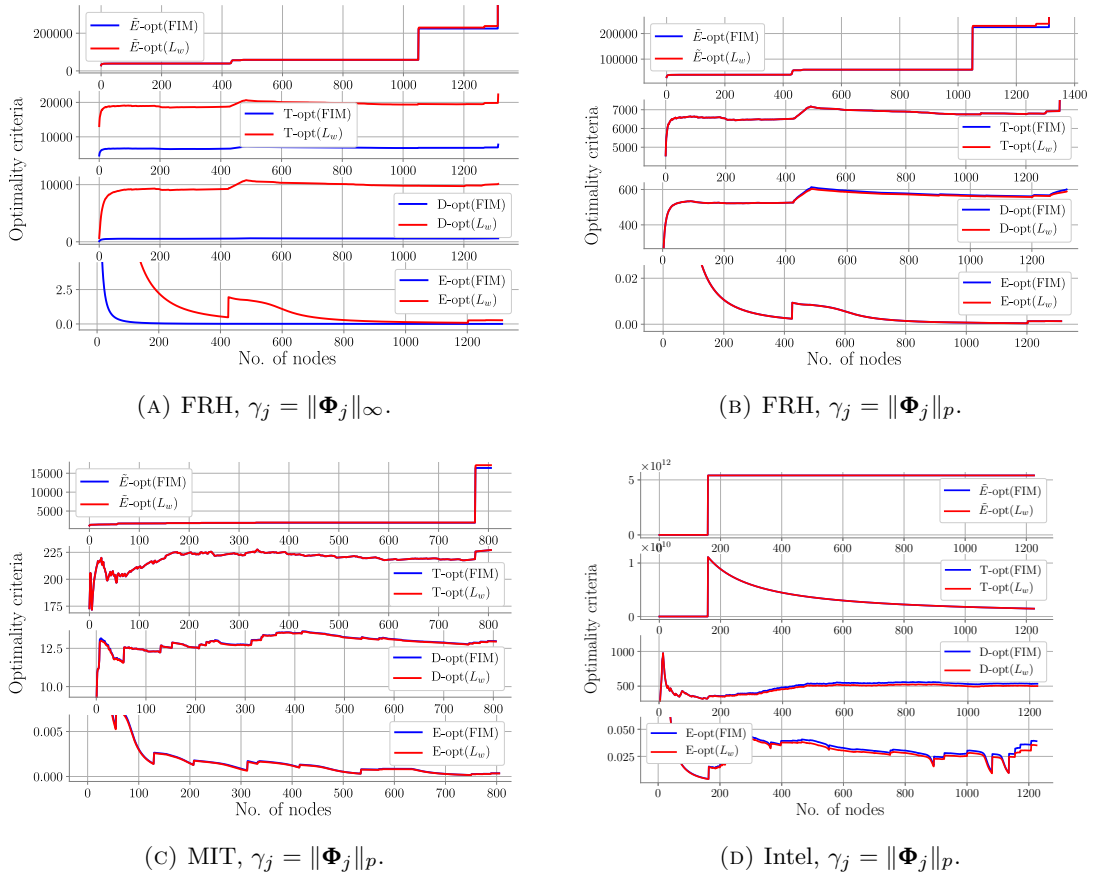 Optimality criteria
200000
100000
0
Ẽ-opt(FIM)
Ẽ-opt(L_w)
0 200 400 600 800 1000 1200
20000
10000
T-opt(FIM)
T-opt(L_w)
0 200 400 600 800 1000 1200
10000
0
D-opt(FIM)
D-opt(L_w)
0 200 400 600 800 1000 1200
2.5
0.0
E-opt(FIM)
E-opt(L_w)
0 200 400 600 800 1000 1200
No. of nodes
(A) FRH, γ_j = ‖Φ_j‖_∞.
Optimality criteria
200000
100000
Ẽ-opt(FIM)
Ẽ-opt(L_w)
0 200 400 600 800 1000 1200 1400
7000
6000
5000
T-opt(FIM)
T-opt(L_w)
0 200 400 600 800 1000 1200
600
400
D-opt(FIM)
D-opt(L_w)
0 200 400 600 800 1000 1200
0.02
0.00
E-opt(FIM)
E-opt(L_w)
0 200 400 600 800 1000 1200
No. of nodes
(B) FRH, γ_j = ‖Φ_j‖_p.
Optimality criteria
15000
10000
5000
Ẽ-opt(FIM)
Ẽ-opt(L_w)
0 100 200 300 400 500 600 700 800
225
200
175
T-opt(FIM)
T-opt(L_w)
0 100 200 300 400 500 600 700 800
12.5
10.0
D-opt(FIM)
D-opt(L_w)
0 100 200 300 400 500 600 700 800
0.005
0.000
E-opt(FIM)
E-opt(L_w)
0 100 200 300 400 500 600 700 800
No. of nodes
(C) MIT, γ_j = ‖Φ_j‖_p.
Optimality criteria
×10^12
5
0
Ẽ-opt(FIM)
Ẽ-opt(L_w)
0 200 400 600 800 1000 1200
×10^10
1
0
T-opt(FIM)
T-opt(L_w)
0 200 400 600 800 1000 1200
1000
500
D-opt(FIM)
D-opt(L_w)
0 200 400 600 800 1000 1200
0.050
0.025
E-opt(FIM)
E-opt(L_w)
0 200 400 600 800 1000 1200
No. of nodes
(D) Intel, γ_j = ‖Φ_j‖_p.